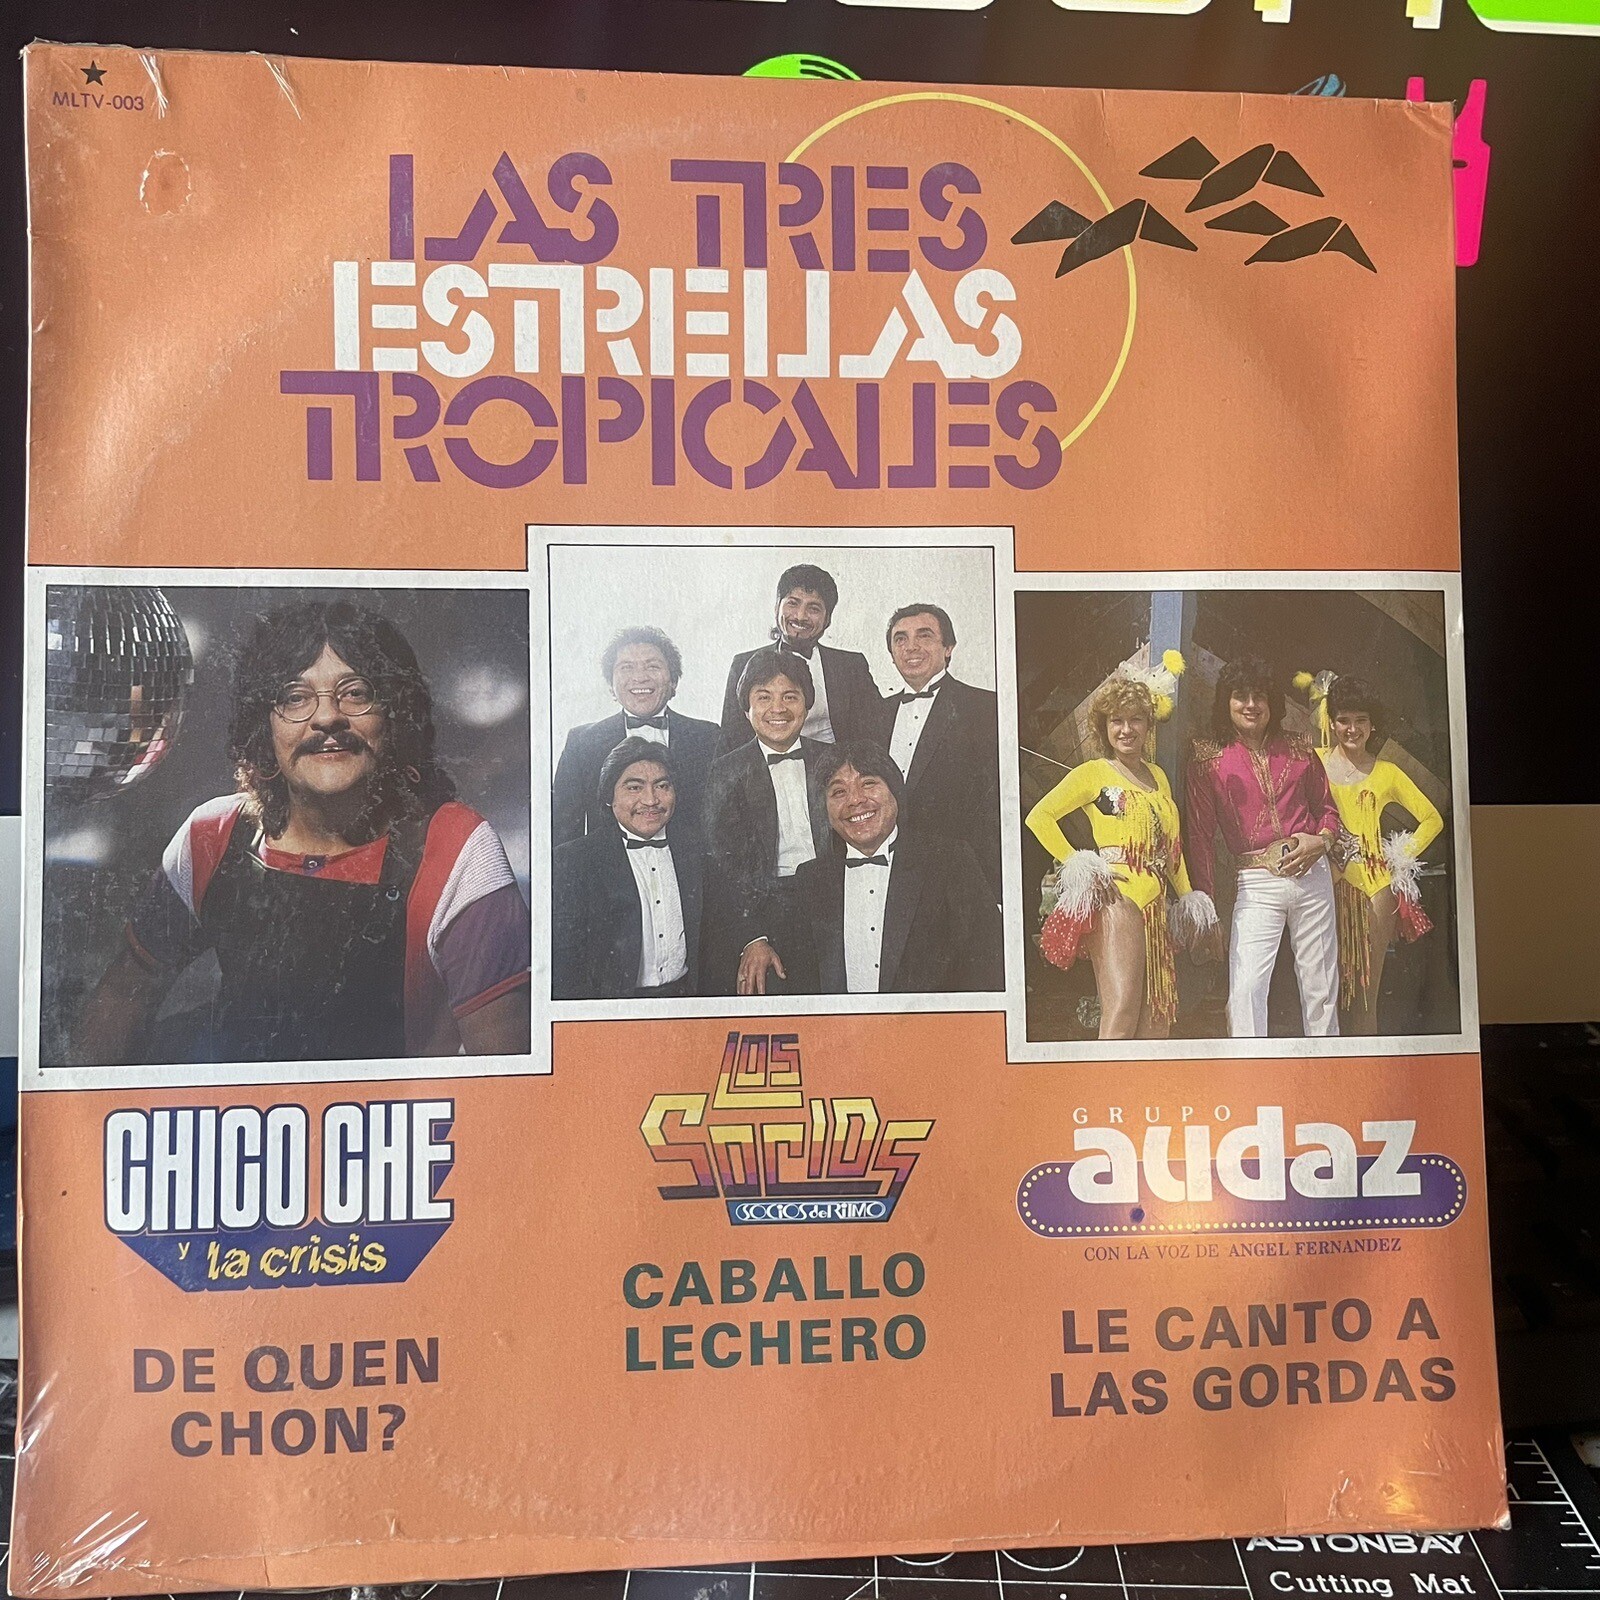 ★
MLTV-003
LAS TRES
ESTRELLAS
TROPICALES
CHICO CHE
y la crisis
DE QUEN
CHON?
LOS
SOCIOS
SOCIOS del RITMO
CABALLO
LECHERO
GRUPO
audaz
CON LA VOZ DE ANGEL FERNANDEZ
LE CANTO A
LAS GORDAS
ASTONBAY
Cutting Mat